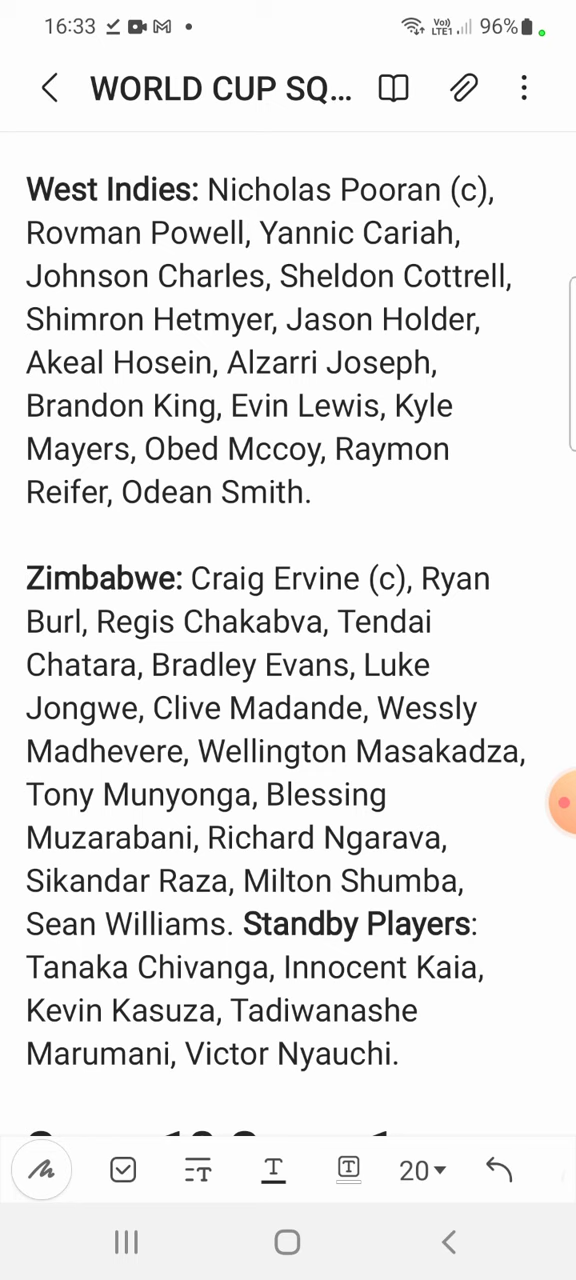 16:33
Vo))
LTE1
96%
WORLD CUP SQ...
West Indies: Nicholas Pooran (c),
Rovman Powell, Yannic Cariah,
Johnson Charles, Sheldon Cottrell,
Shimron Hetmyer, Jason Holder,
Akeal Hosein, Alzarri Joseph,
Brandon King, Evin Lewis, Kyle
Mayers, Obed Mccoy, Raymon
Reifer, Odean Smith.
Zimbabwe: Craig Ervine (c), Ryan
Burl, Regis Chakabva, Tendai
Chatara, Bradley Evans, Luke
Jongwe, Clive Madande, Wessly
Madhevere, Wellington Masakadza,
Tony Munyonga, Blessing
Muzarabani, Richard Ngarava,
Sikandar Raza, Milton Shumba,
Sean Williams. Standby Players:
Tanaka Chivanga, Innocent Kaia,
Kevin Kasuza, Tadiwanashe
Marumani, Victor Nyauchi.
20